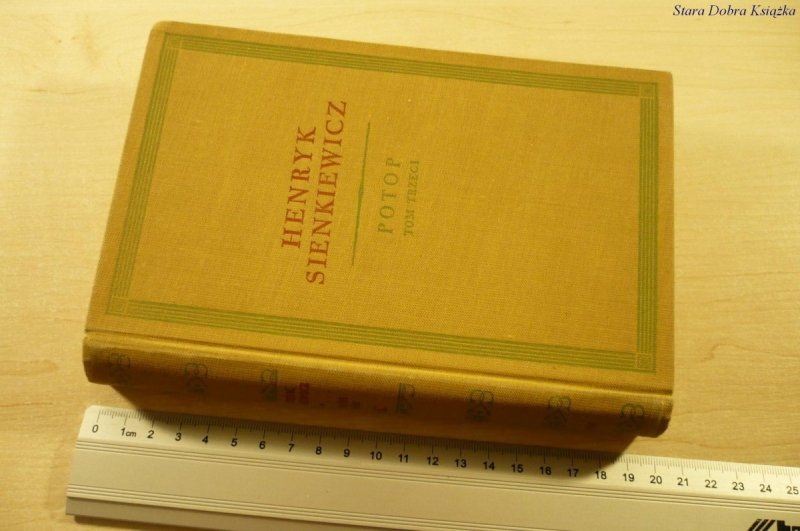 Stara Dobra Książka
HENRYK
SIENKIEWICZ
POTOP
TOM TRZECI
0 1cm 2 3 4 5 6 7 8 9 10 11 12 13 14 15 16 17 18 19 20 21 22 23 24 25